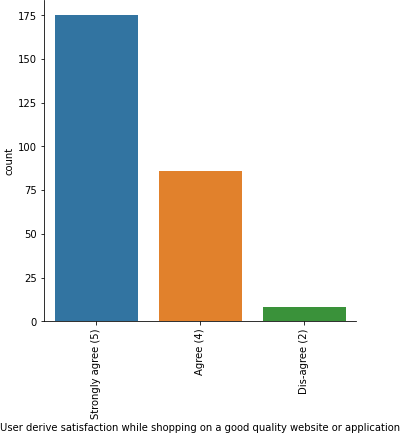 175
150
125
100
75
50
25
0
count
Strongly agree (5)
Agree (4)
Dis-agree (2)
User derive satisfaction while shopping on a good quality website or application